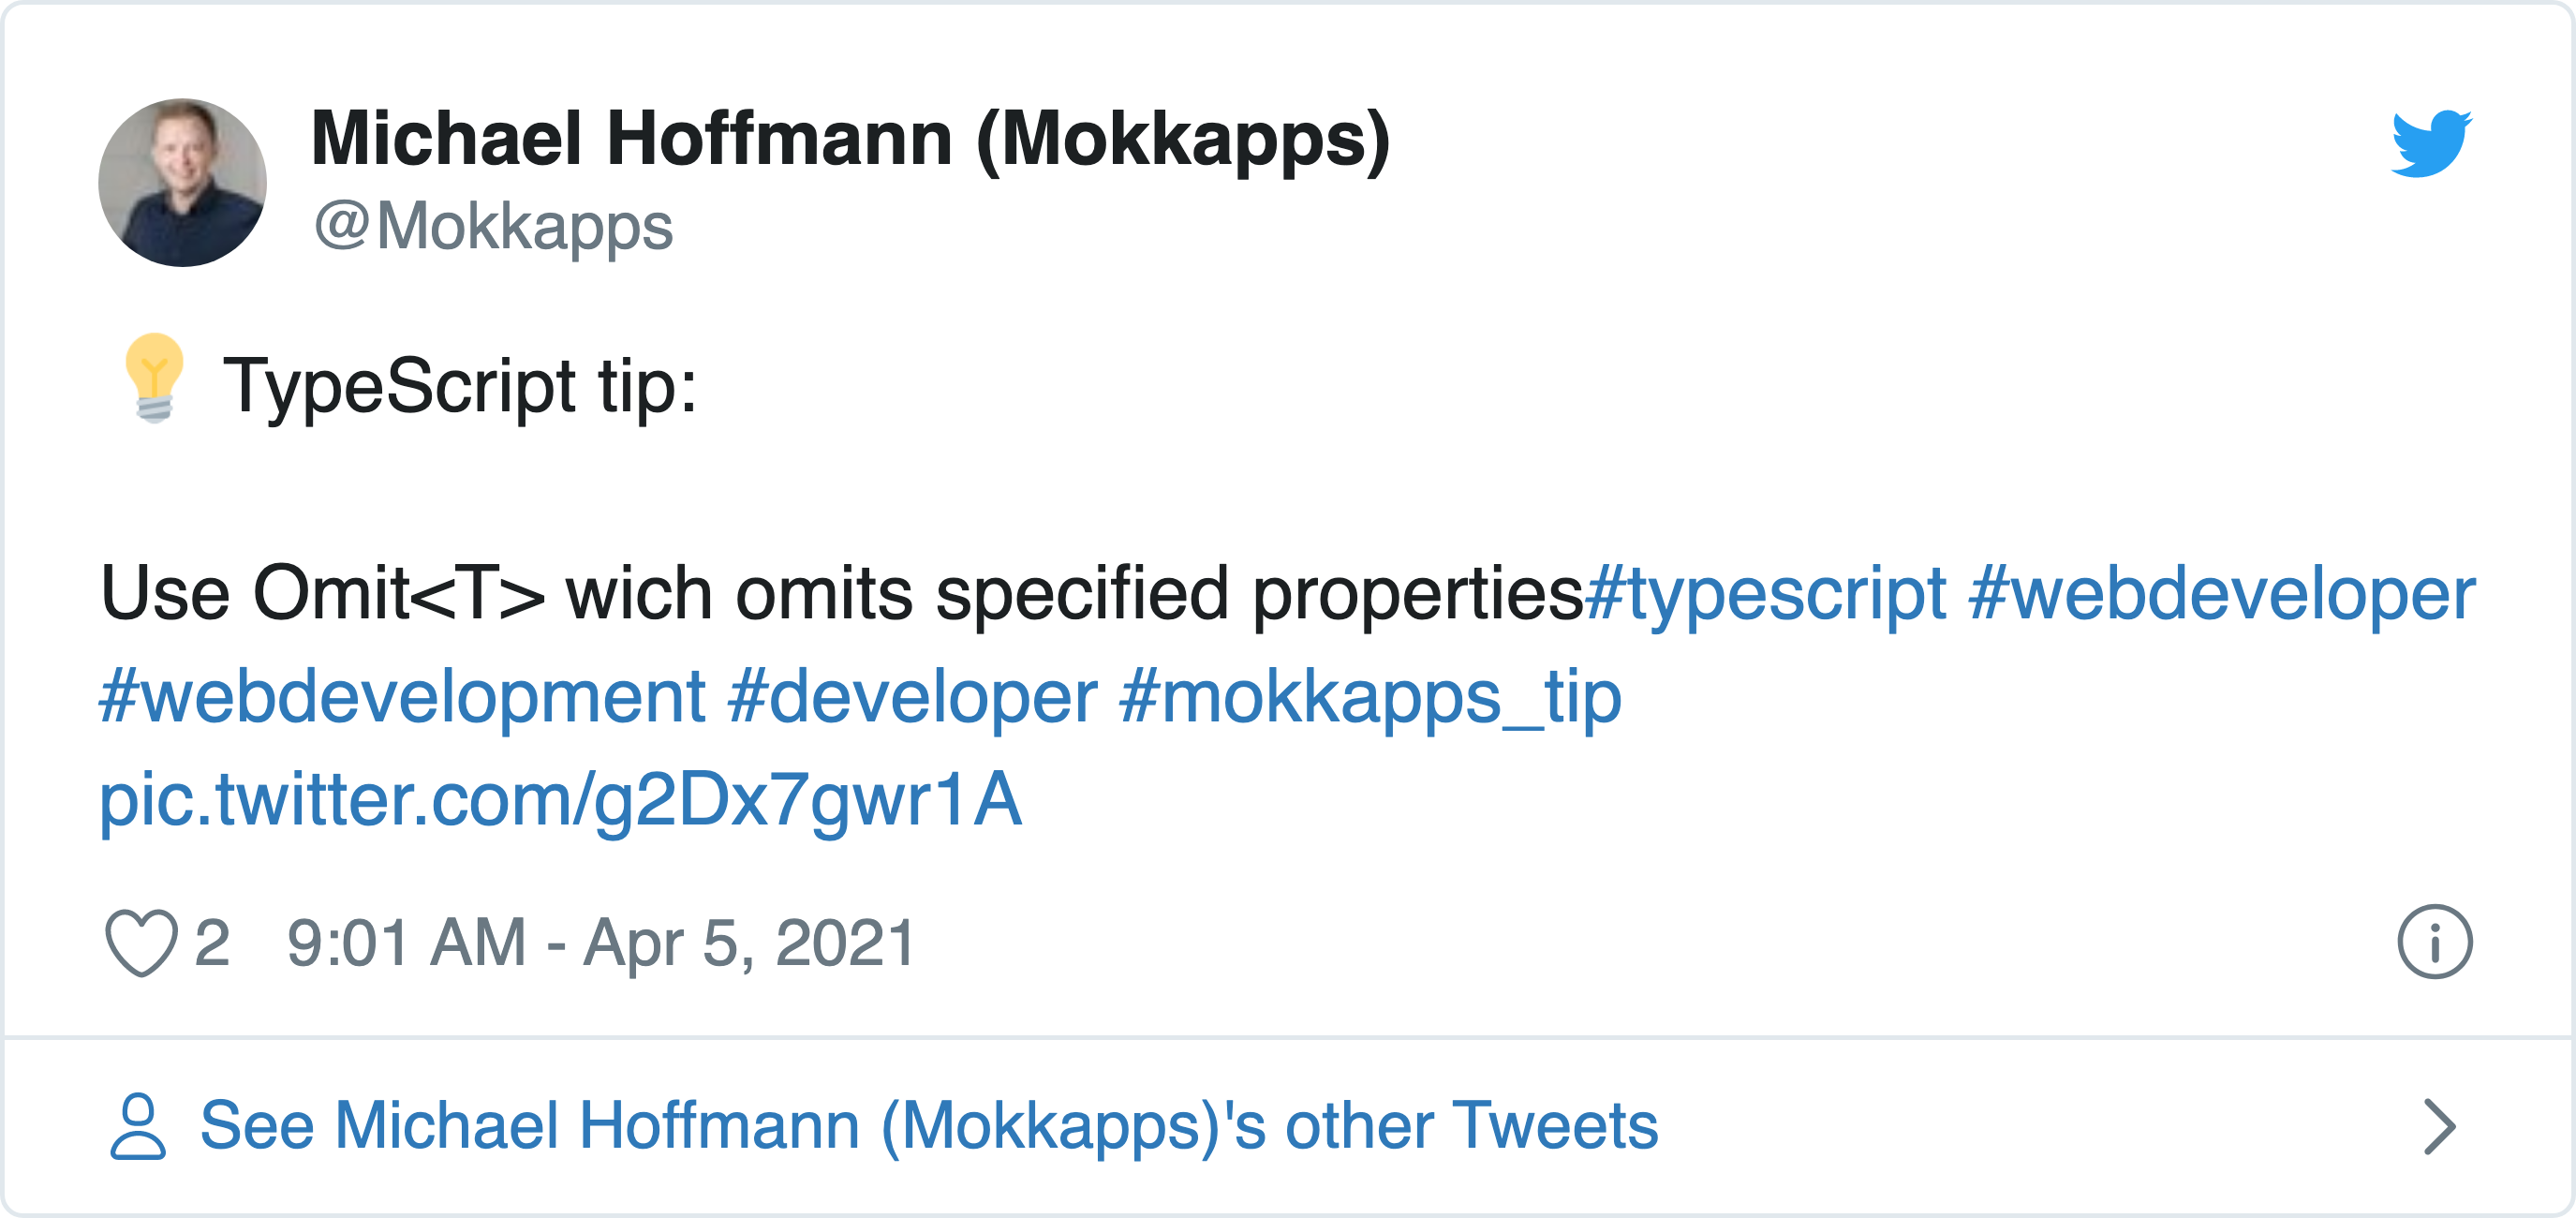 Michael Hoffmann (Mokkapps)
@Mokkapps
💡 TypeScript tip:
Use Omit<T> wich omits specified properties#typescript #webdeveloper
#webdevelopment #developer #mokkapps_tip
pic.twitter.com/g2Dx7gwr1A
2 9:01 AM - Apr 5, 2021
See Michael Hoffmann (Mokkapps)'s other Tweets